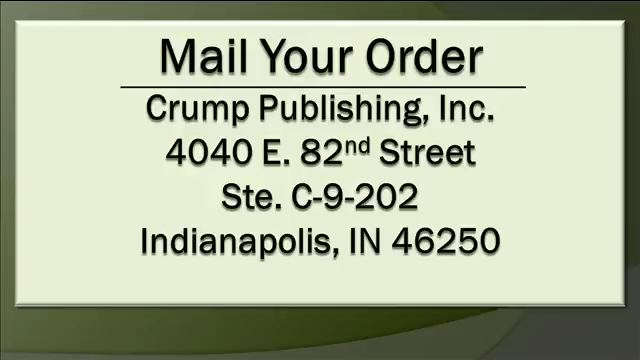 Mail Your Order
Crump Publishing, Inc.
4040 E. 82nd Street
Ste. C-9-202
Indianapolis, IN 46250